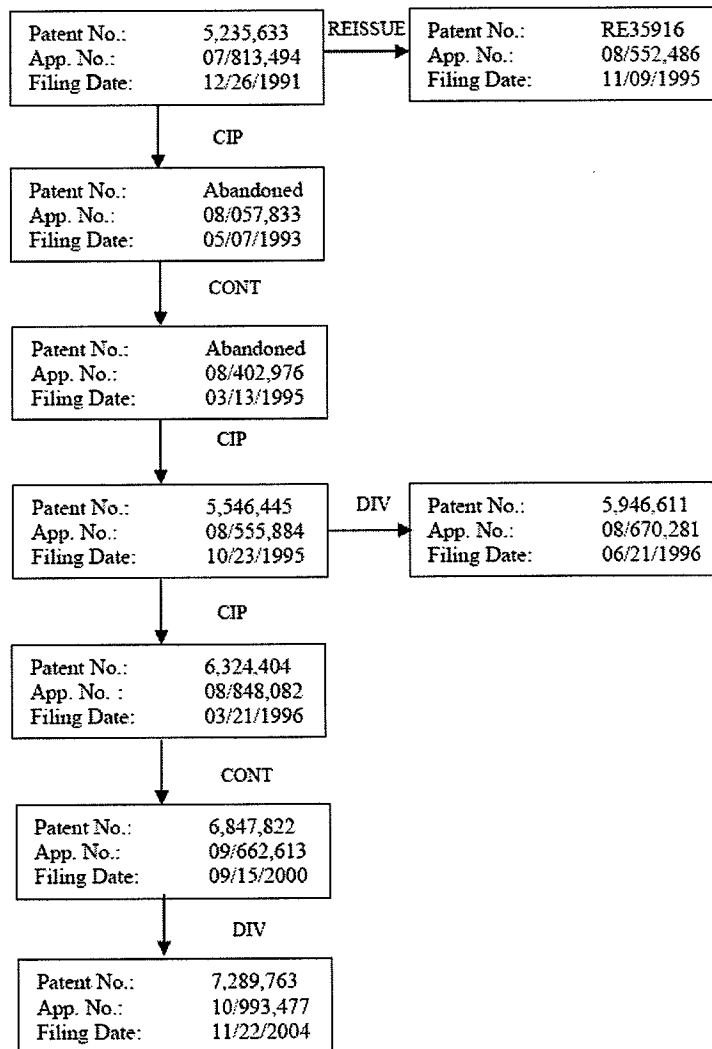 Patent No.: 5,235,633
App. No.: 07/813,494
Filing Date: 12/26/1991
REISSUE
Patent No.: RE35916
App. No.: 08/552,486
Filing Date: 11/09/1995
CIP
Patent No.: Abandoned
App. No.: 08/057,833
Filing Date: 05/07/1993
CONT
Patent No.: Abandoned
App. No.: 08/402,976
Filing Date: 03/13/1995
CIP
Patent No.: 5,546,445
App. No.: 08/555,884
Filing Date: 10/23/1995
DIV
Patent No.: 5,946,611
App. No.: 08/670,281
Filing Date: 06/21/1996
CIP
Patent No.: 6,324,404
App. No. : 08/848,082
Filing Date: 03/21/1996
CONT
Patent No.: 6,847,822
App. No.: 09/662,613
Filing Date: 09/15/2000
DIV
Patent No.: 7,289,763
App. No.: 10/993,477
Filing Date: 11/22/2004